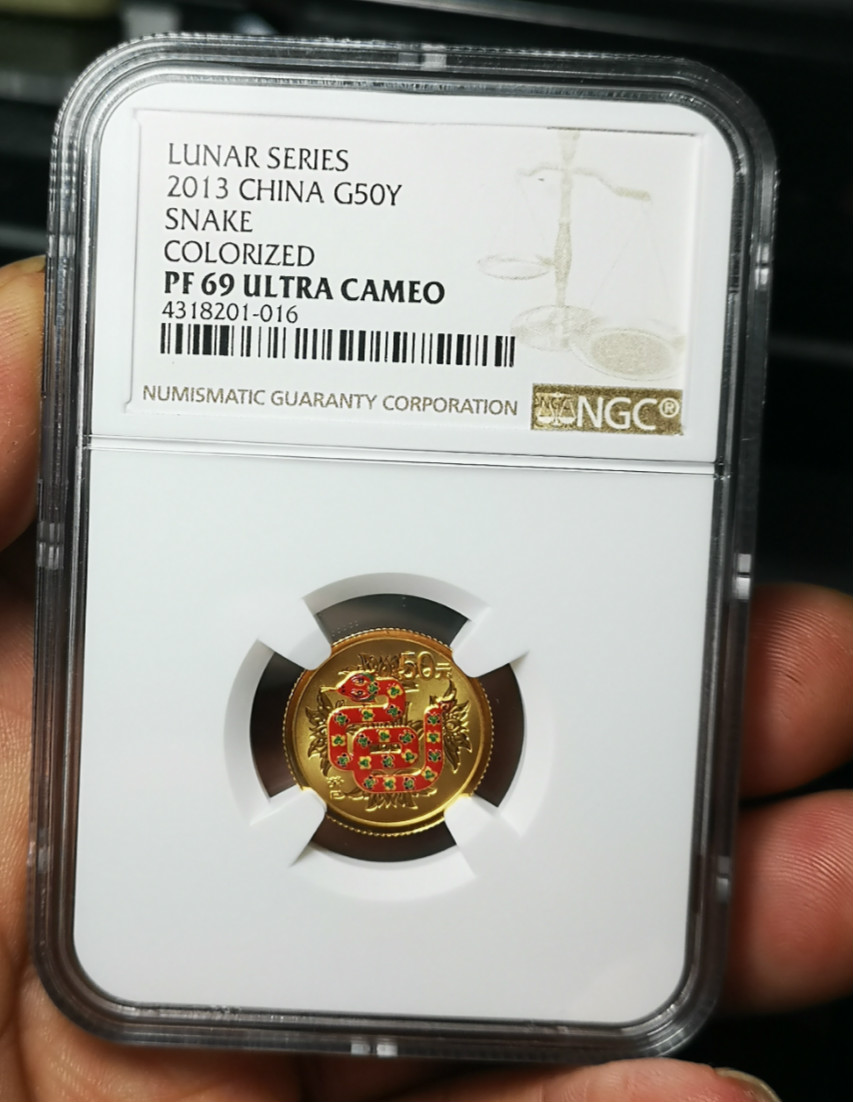 LUNAR SERIES
2013 CHINA G50Y
SNAKE
COLORIZED
PF 69 ULTRA CAMEO
4318201-016
NUMISMATIC GUARANTY CORPORATION
NGC®
50元